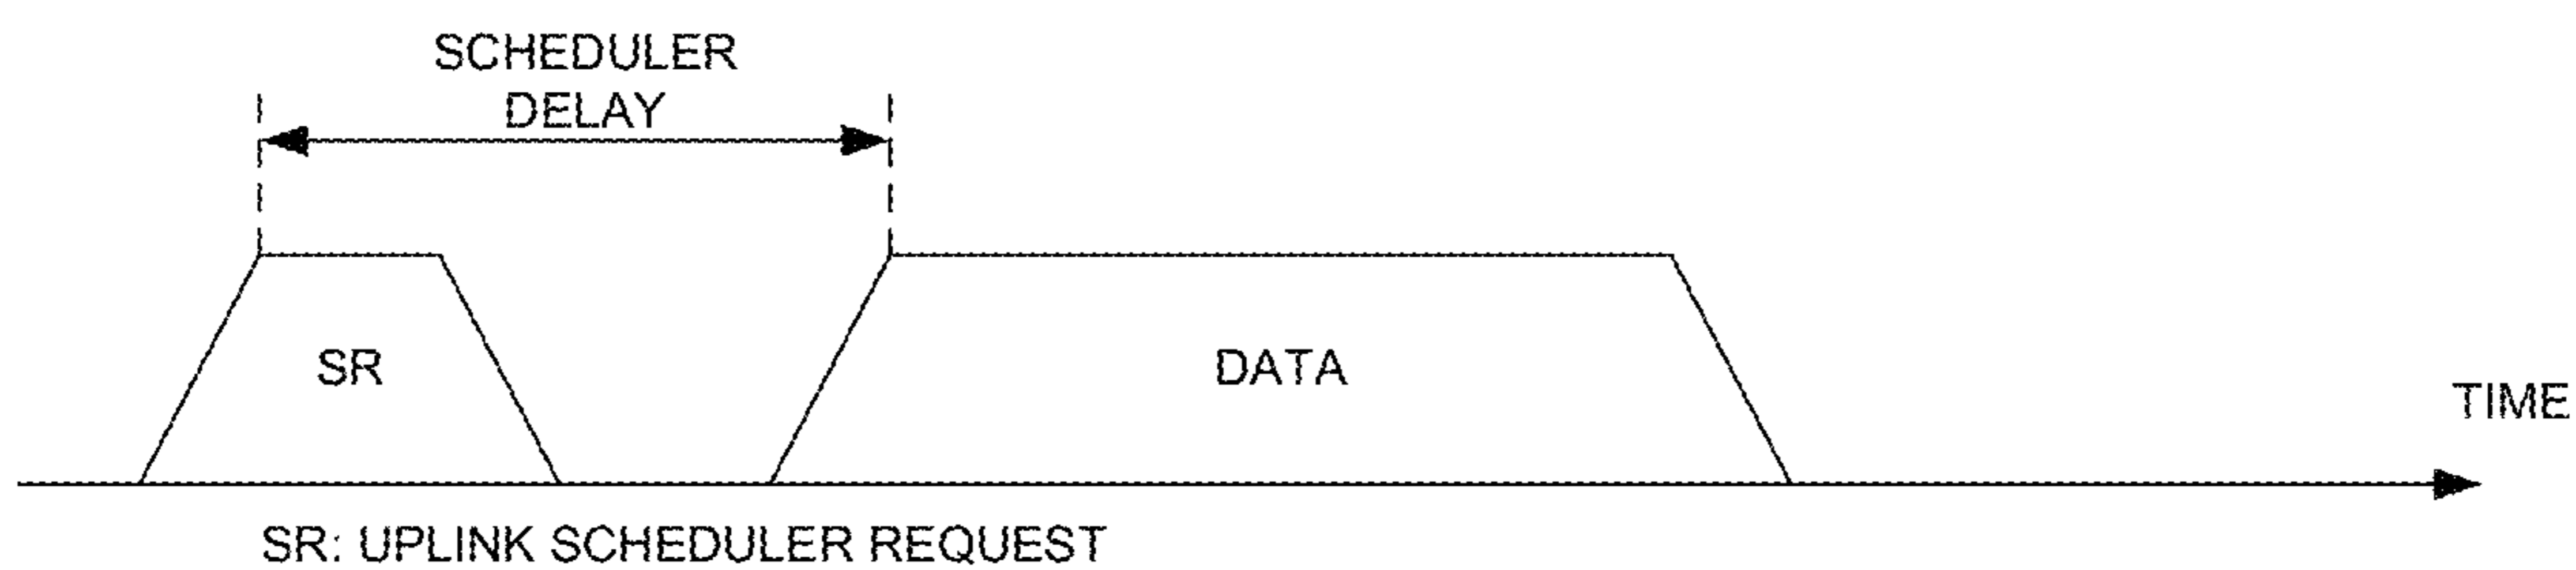 SCHEDULER
DELAY
SR
DATA
TIME
SR: UPLINK SCHEDULER REQUEST